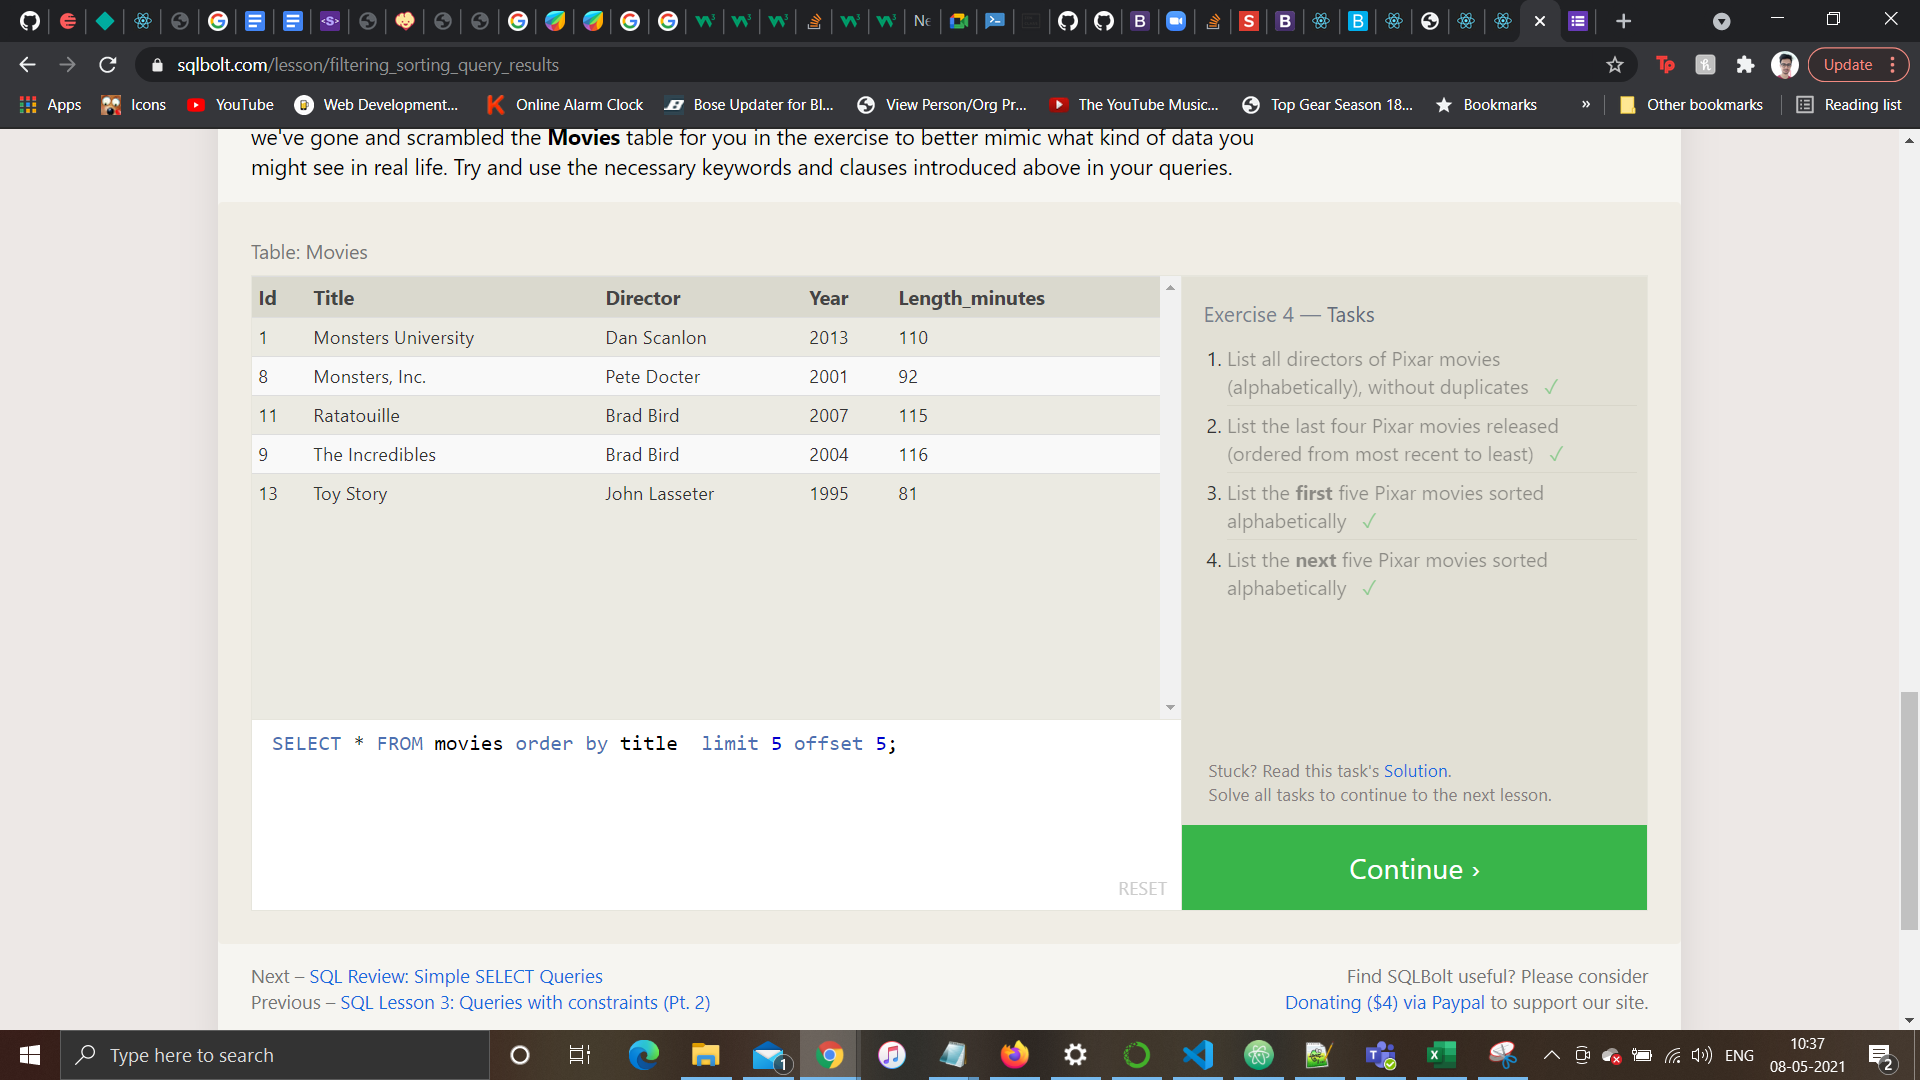 Ne
sqlbolt.com/lesson/filtering_sorting_query_results
Update
Apps Icons YouTube Web Development... Online Alarm Clock Bose Updater for Bl... View Person/Org Pr... The YouTube Music... Top Gear Season 18... Bookmarks » Other bookmarks Reading list
we've gone and scrambled the Movies table for you in the exercise to better mimic what kind of data you
might see in real life. Try and use the necessary keywords and clauses introduced above in your queries.
Table: Movies
Id Title Director Year Length_minutes
1 Monsters University Dan Scanlon 2013 110
8 Monsters, Inc. Pete Docter 2001 92
11 Ratatouille Brad Bird 2007 115
9 The Incredibles Brad Bird 2004 116
13 Toy Story John Lasseter 1995 81
SELECT * FROM movies order by title  limit 5 offset 5;
RESET
Exercise 4 — Tasks
1. List all directors of Pixar movies
(alphabetically), without duplicates ✓
2. List the last four Pixar movies released
(ordered from most recent to least) ✓
3. List the first five Pixar movies sorted
alphabetically ✓
4. List the next five Pixar movies sorted
alphabetically ✓
Stuck? Read this task's Solution.
Solve all tasks to continue to the next lesson.
Continue ›
Next – SQL Review: Simple SELECT Queries
Previous – SQL Lesson 3: Queries with constraints (Pt. 2)
Find SQLBolt useful? Please consider
Donating ($4) via Paypal to support our site.
Type here to search
1
ENG
10:37
08-05-2021
2